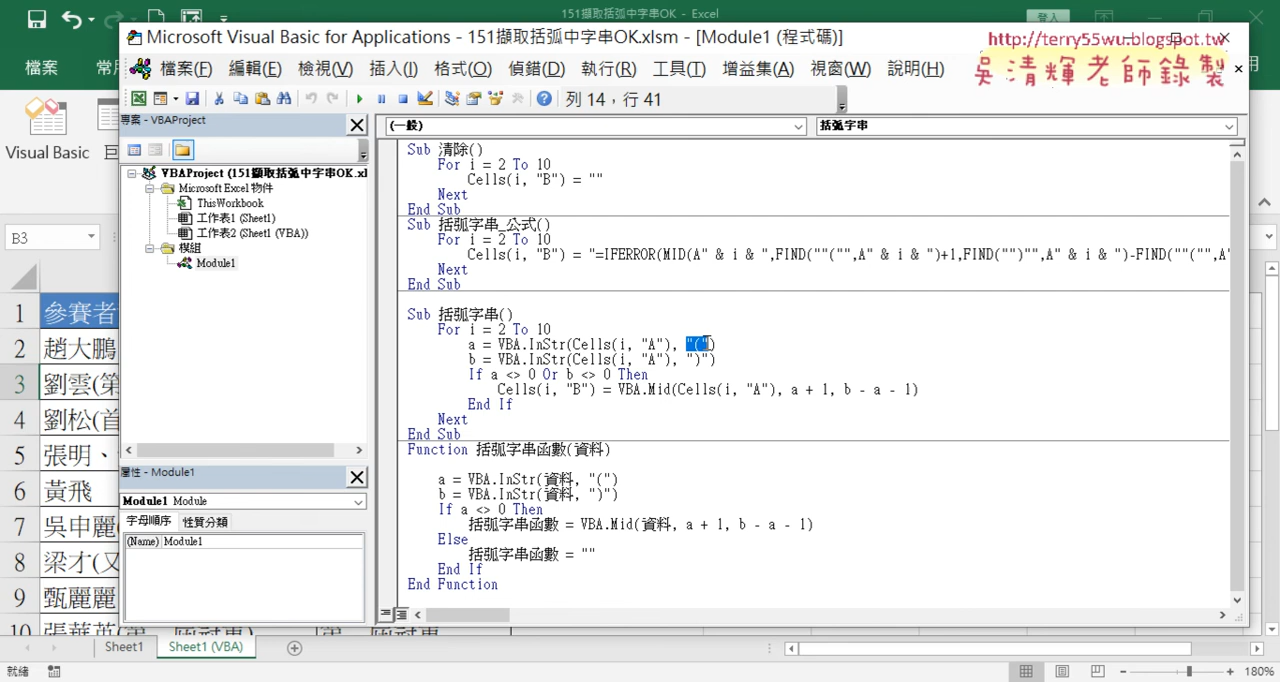 151擷取括弧中字串OK - Excel
登入
檔案
常用
Visual Basic
B3
1 參賽者
2 趙大鵬
3 劉雲(第
4 劉松(首
5 張明、
6 黃飛
7 吳申麗(
8 梁才(又
9 甄麗麗
Microsoft Visual Basic for Applications - 151擷取括弧中字串OK.xlsm - [Module1 (程式碼)]
http://terry55wu.blogspot.tw
吳清輝老師錄製
檔案(F) 編輯(E) 檢視(V) 插入(I) 格式(O) 偵錯(D) 執行(R) 工具(T) 增益集(A) 視窗(W) 說明(H)
列 14，行 41
專案 - VBAProject
VBAProject (151擷取括弧中字串OK.xl
Microsoft Excel 物件
ThisWorkbook
工作表1 (Sheet1)
工作表2 (Sheet1 (VBA))
模組
Module1
屬性 - Module1
Module1 Module
字母順序 性質分類
(Name) Module1
(一般) 括弧字串
Sub 清除()
For i = 2 To 10
Cells(i, "B") = ""
Next
End Sub
Sub 括弧字串_公式()
For i = 2 To 10
Cells(i, "B") = "=IFERROR(MID(A" & i & ",FIND(""("",A" & i & ")+1,FIND("")"",A" & i & ")-FIND(""("",A"
Next
End Sub
Sub 括弧字串()
For i = 2 To 10
a = VBA.InStr(Cells(i, "A"), "(")
b = VBA.InStr(Cells(i, "A"), ")")
If a <> 0 Or b <> 0 Then
Cells(i, "B") = VBA.Mid(Cells(i, "A"), a + 1, b - a - 1)
End If
Next
End Sub
Function 括弧字串函數(資料)
a = VBA.InStr(資料, "(")
b = VBA.InStr(資料, ")")
If a <> 0 Then
括弧字串函數 = VBA.Mid(資料, a + 1, b - a - 1)
Else
括弧字串函數 = ""
End If
End Function
Sheet1 Sheet1 (VBA)
就緒
180%